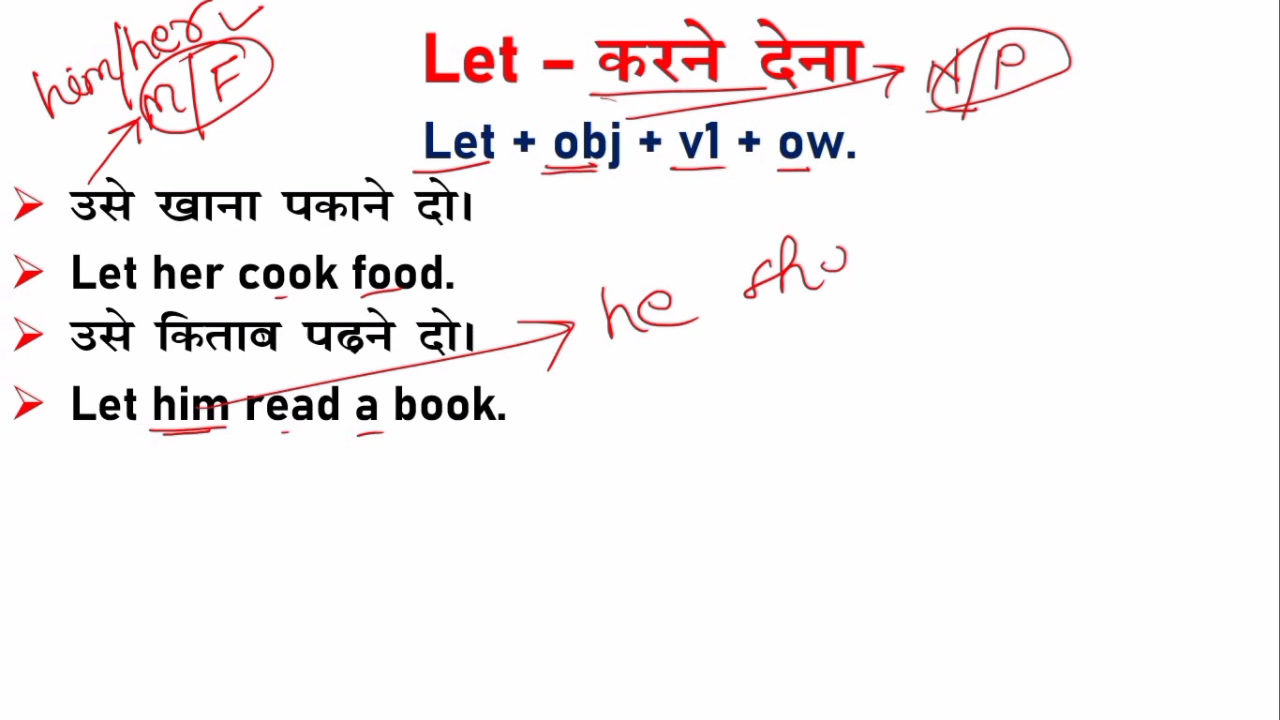 him/her
M/F
Let – करने देना
N/P
Let + obj + v1 + ow.
उसे खाना पकाने दो।
Let her cook food.
he sho
उसे किताब पढ़ने दो।
Let him read a book.